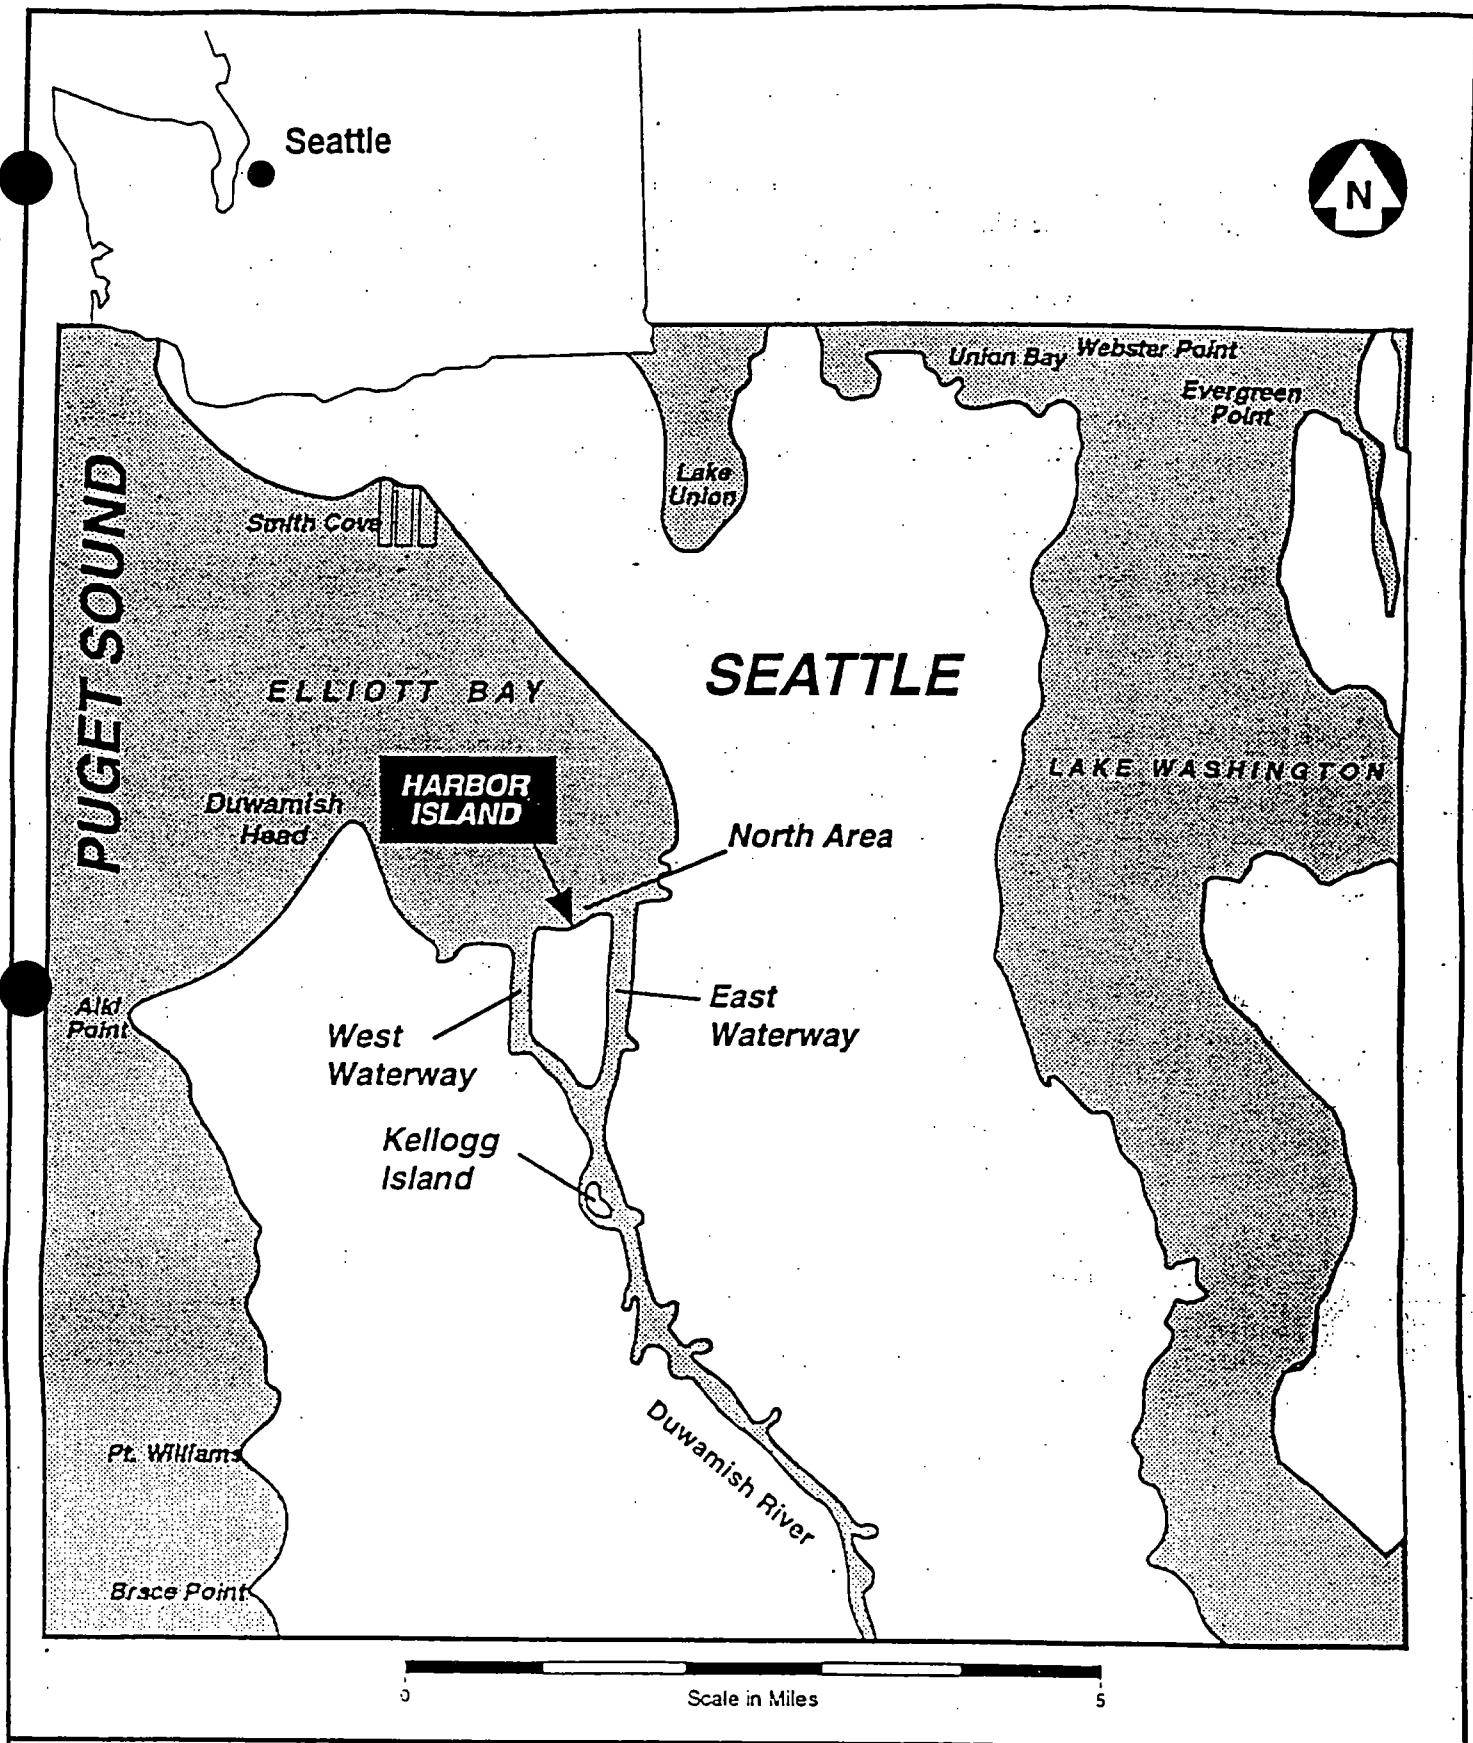 Seattle
N
Union Bay
Webster Point
Evergreen
Point
Lake
Union
Smith Cove
PUGET SOUND
SEATTLE
ELLIOTT BAY
LAKE WASHINGTON
HARBOR
ISLAND
Duwamish
Head
North Area
Alki
Point
East
Waterway
West
Waterway
Kellogg
Island
Duwamish River
Pt. Williams
Brace Point
0
5
Scale in Miles